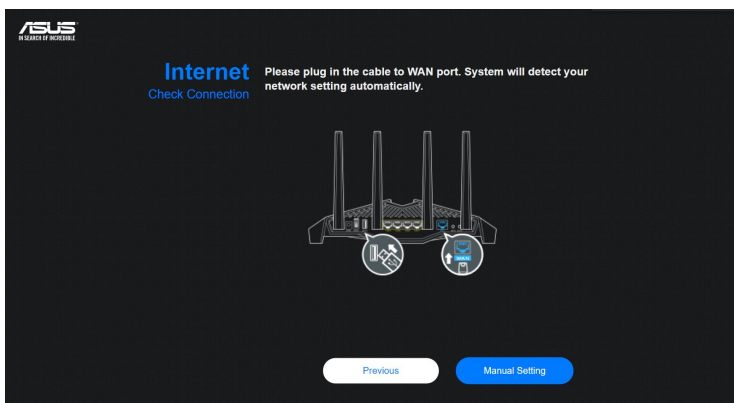 ASUS
IN SEARCH OF INCREDIBLE
Internet
Check Connection
Please plug in the cable to WAN port. System will detect your
network setting automatically.
WAN
Previous
Manual Setting